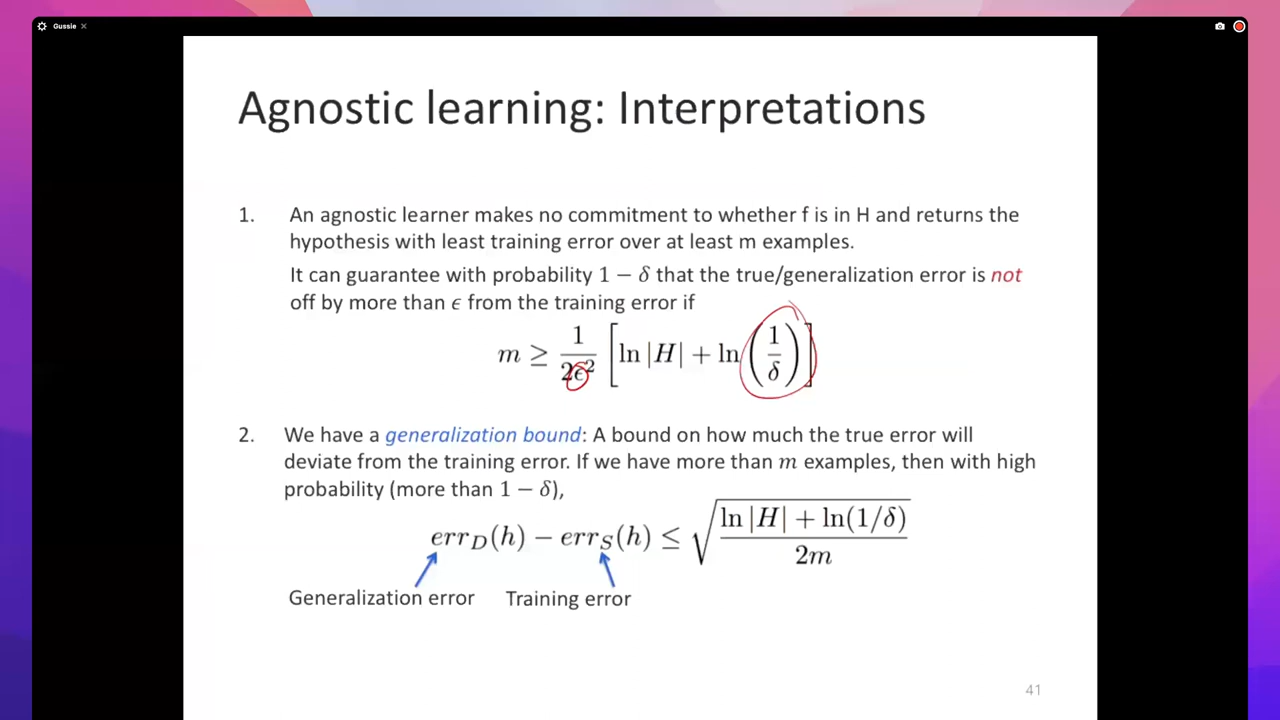 Gussie
Agnostic learning: Interpretations
1. An agnostic learner makes no commitment to whether f is in H and returns the
hypothesis with least training error over at least m examples.
It can guarantee with probability 1 − δ that the true/generalization error is not
off by more than ϵ from the training error if
m ≥ 1/(2ϵ²) [ln|H| + ln(1/δ)]
2. We have a generalization bound: A bound on how much the true error will
deviate from the training error. If we have more than m examples, then with high
probability (more than 1 − δ),
err_D(h) − err_S(h) ≤ √((ln|H| + ln(1/δ))/(2m))
Generalization error Training error
41